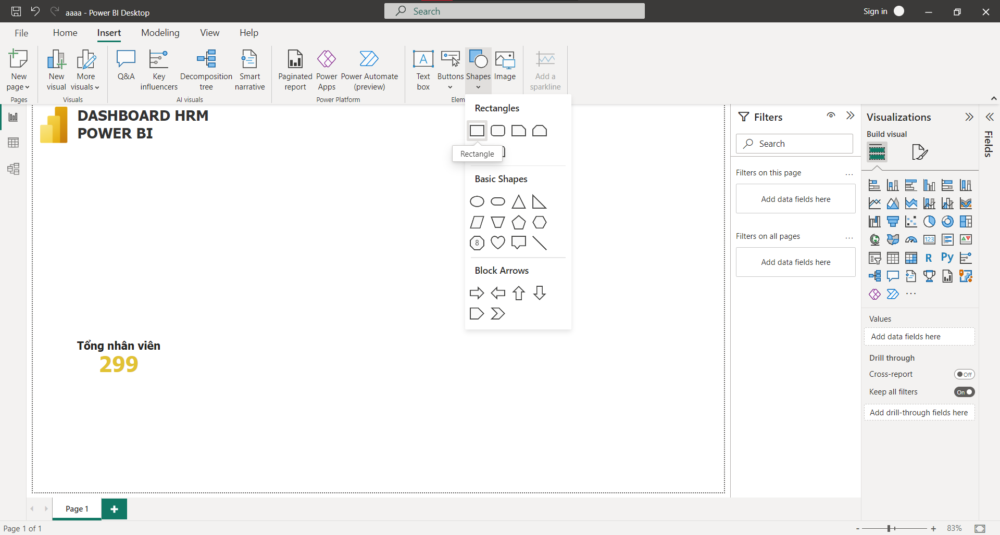 aaaa - Power BI Desktop
Search
Sign in
File
Home
Insert
Modeling
View
Help
New
page
Pages
New
visual
More
visuals
Visuals
Q&A
Key
influencers
Decomposition
tree
Smart
narrative
AI visuals
Paginated
report
Power
Apps
Power Automate
(preview)
Power Platform
A
Text
box
Buttons
Shapes
Image
Elem
Add a
sparkline
DASHBOARD HRM
POWER BI
Tổng nhân viên
299
Rectangles
Rectangle
Basic Shapes
8
Block Arrows
Filters
Search
Filters on this page
...
Add data fields here
Filters on all pages
...
Add data fields here
Visualizations
Build visual
123
R
Py
...
Values
Add data fields here
Drill through
Cross-report
Off
Keep all filters
On
Add drill-through fields here
Fields
Page 1
+
Page 1 of 1
-
+
83%